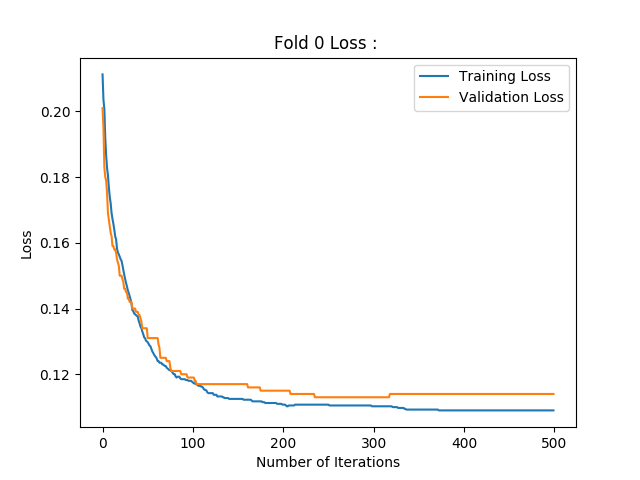 Fold 0 Loss :
Training Loss
Validation Loss
Loss
0.20
0.18
0.16
0.14
0.12
0 100 200 300 400 500
Number of Iterations